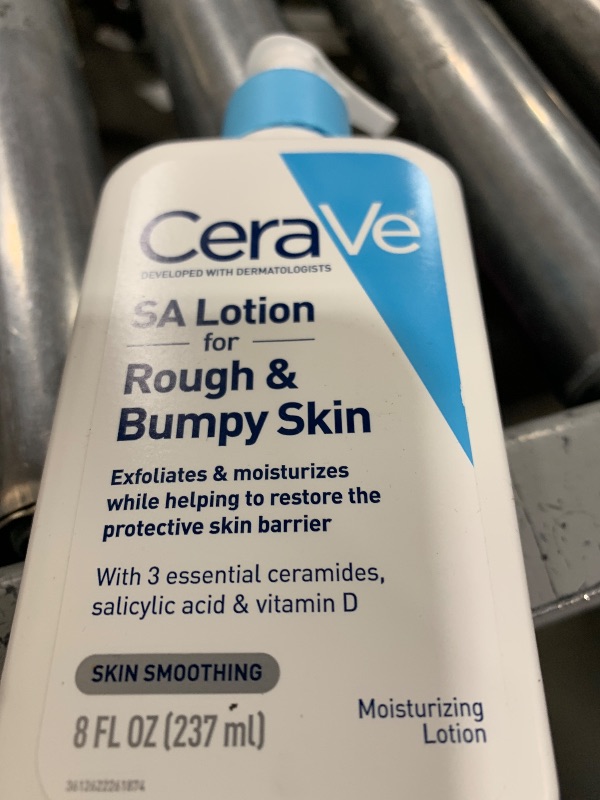 CeraVe
DEVELOPED WITH DERMATOLOGISTS
SA Lotion
for
Rough &
Bumpy Skin
Exfoliates & moisturizes
while helping to restore the
protective skin barrier
With 3 essential ceramides,
salicylic acid & vitamin D
SKIN SMOOTHING
8 FL OZ (237 ml)
Moisturizing
Lotion